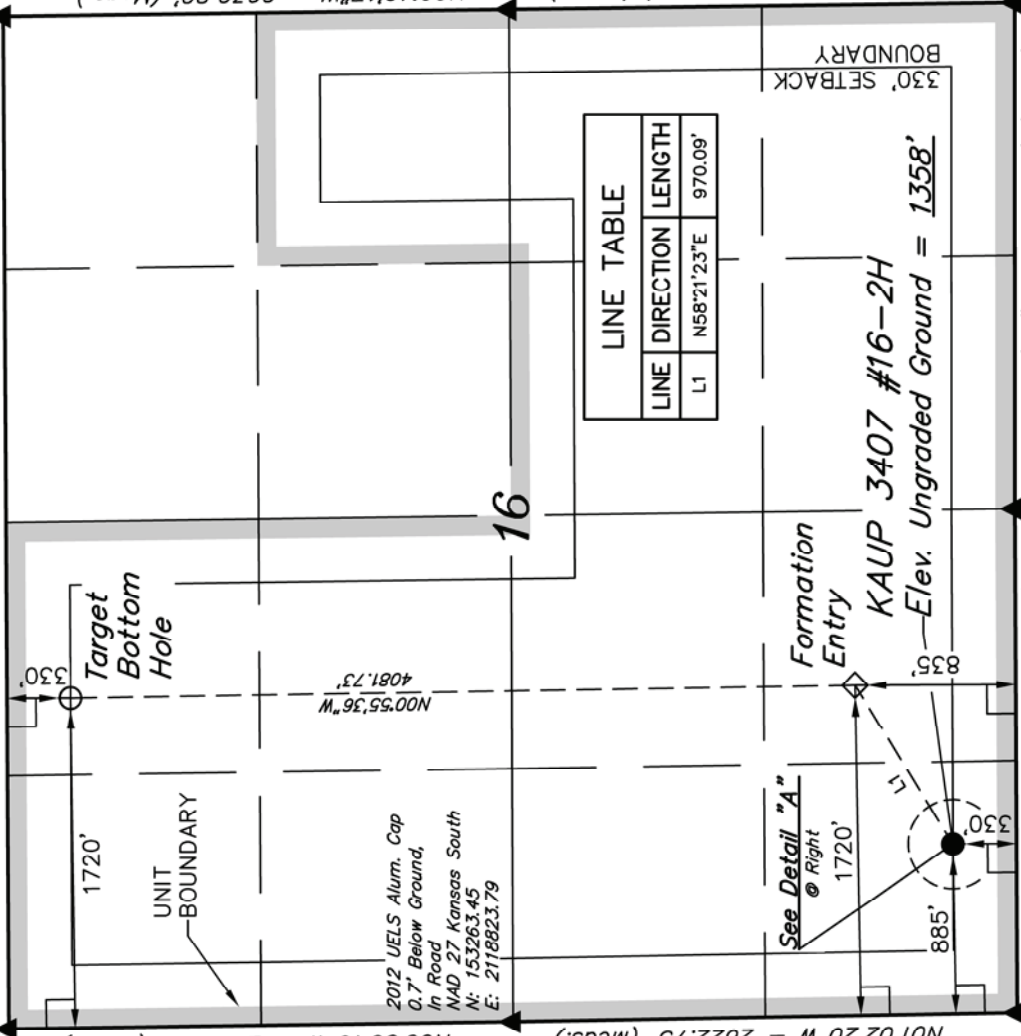 330' SETBACK
BOUNDARY
LINE TABLE
LINE DIRECTION LENGTH
L1 N58°21'23"E 970.09'
16
330'
Target
Bottom
Hole
1720'
UNIT
BOUNDARY
N00°55'36"W
4081.73'
2012 UELS Alum. Cap
0.7' Below Ground,
In Road
NAD 27 Kansas South
N: 153263.45
E: 2118823.79
Formation
Entry
KAUP 3407 #16-2H
Elev. Ungraded Ground = 1358'
835'
See Detail "A"
@ Right
1720'
L1
330'
885'